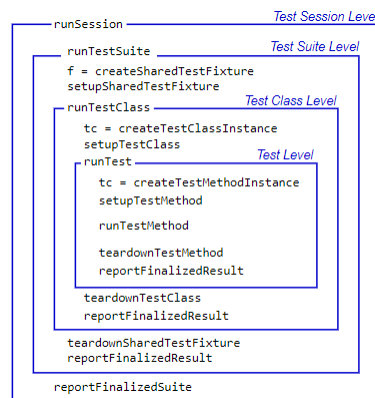 Test Session Leve
runSession
Test Suite Level
runTestSuite
f = createSharedTestFixture
setupSharedTestFixture
Test Class Level
runTestClass
tc = createTestClassInstance
setupTestClass
Test Level
runTest
tc = createTestMethodInstance
setupTestMethod
runTestMethod
teardownTestMethod
reportFinalizedResult
teardownTestClass
reportFinalizedResult
teardownSharedTestFixture
reportFinalizedResult
reportFinalizedSuite